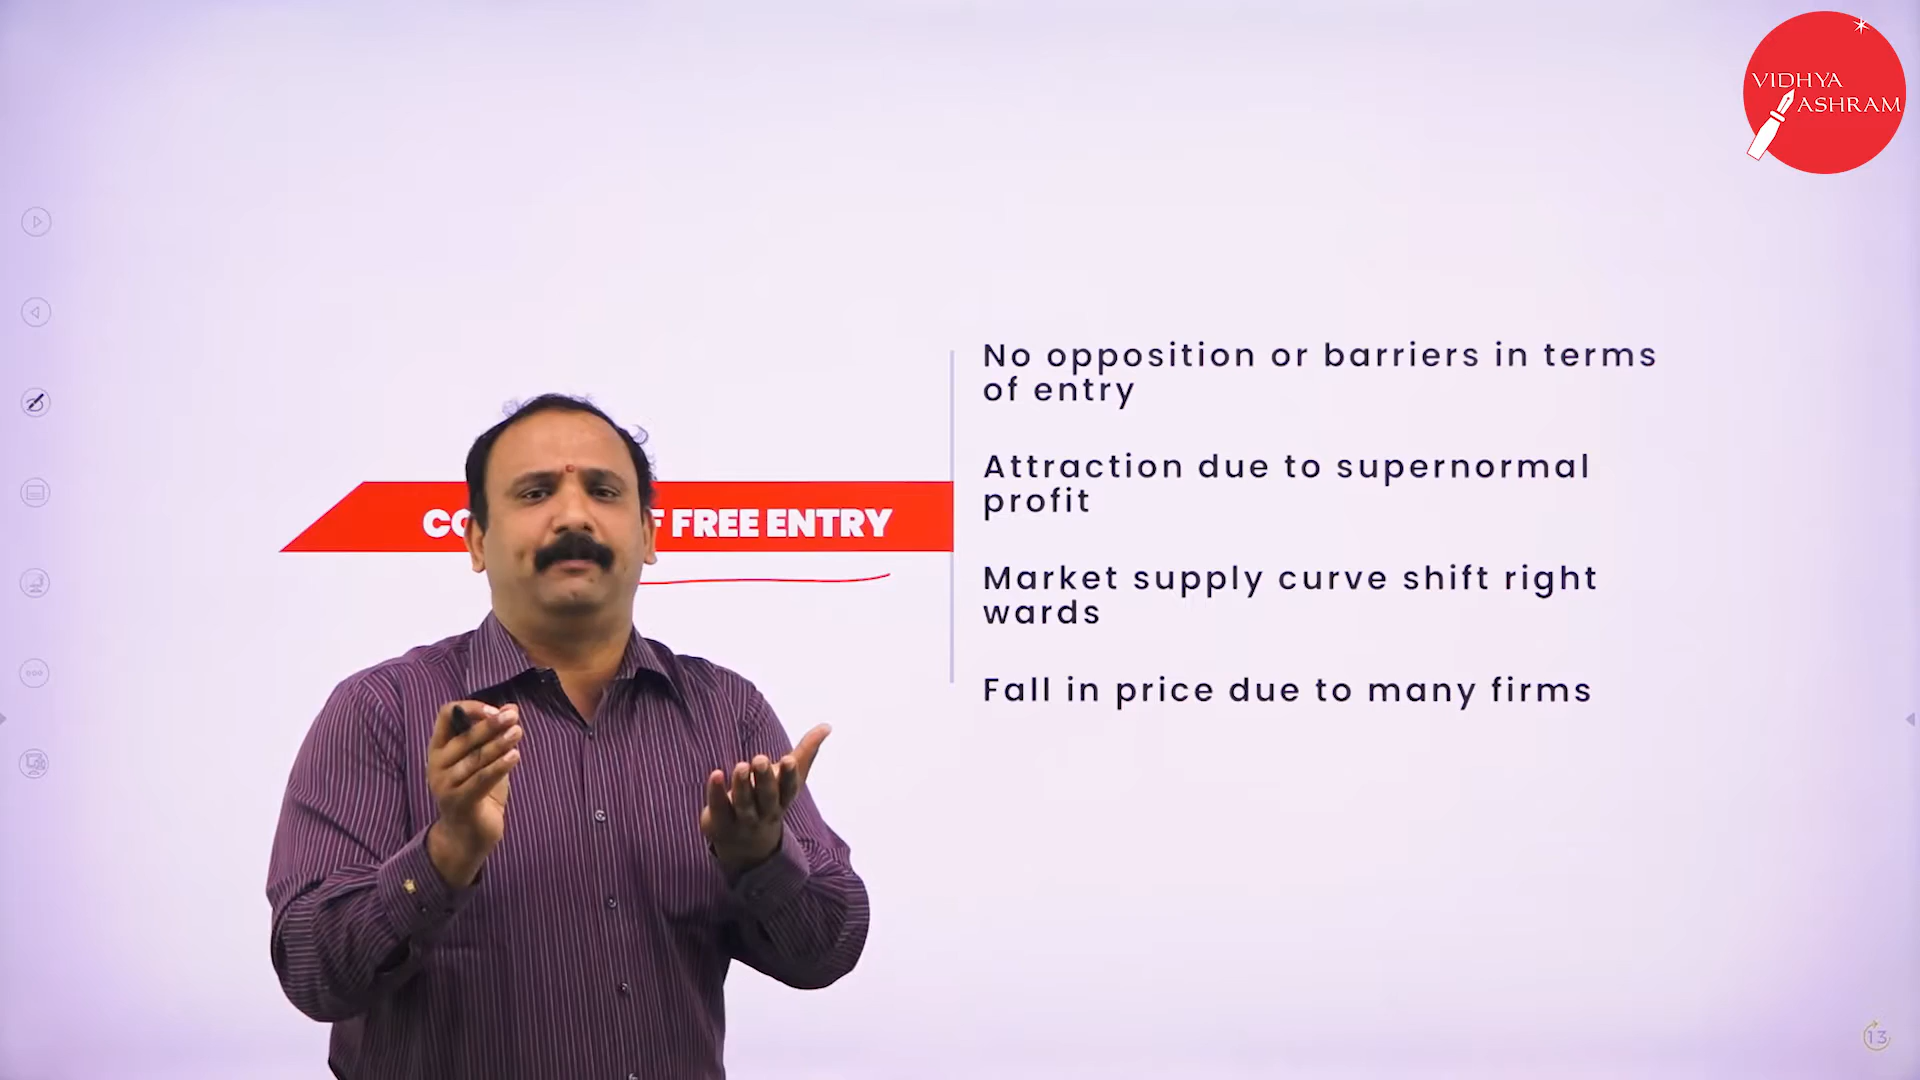 VIDHYA
ASHRAM
FREE ENTRY
No opposition or barriers in terms
of entry
Attraction due to supernormal
profit
Market supply curve shift right
wards
Fall in price due to many firms
13